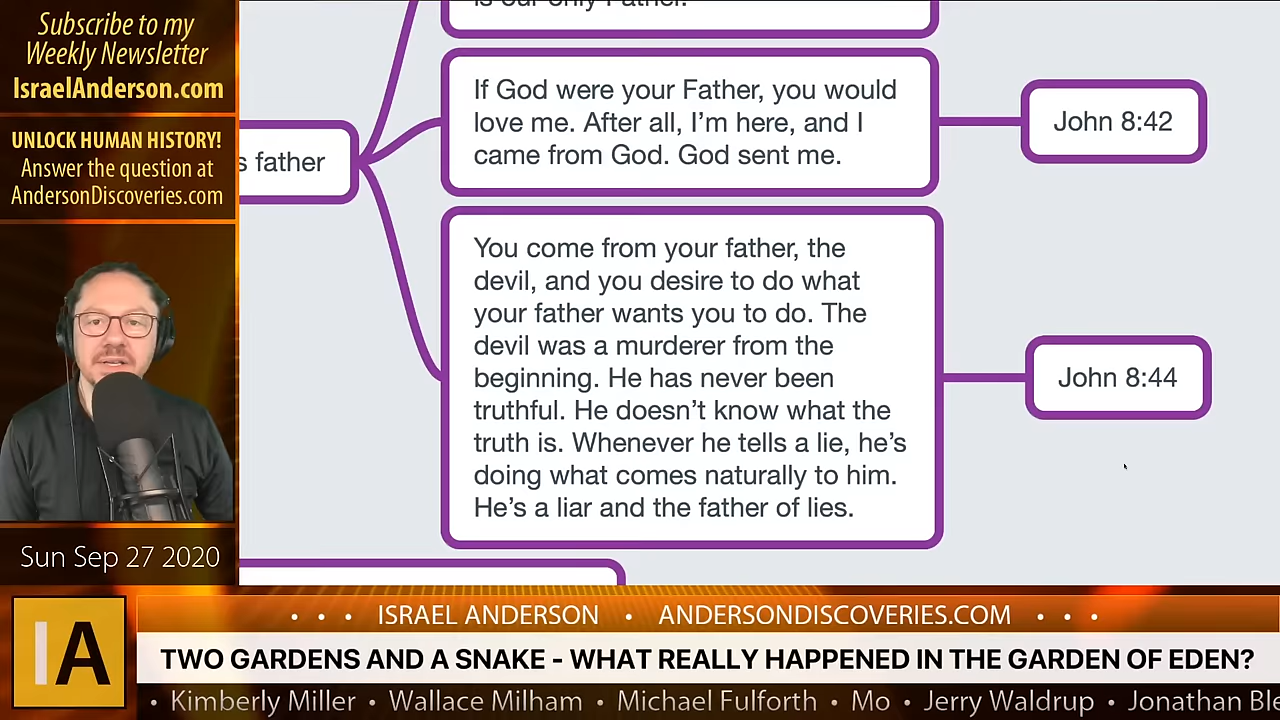 Subscribe to my
Weekly Newsletter
IsraelAnderson.com
UNLOCK HUMAN HISTORY!
Answer the question at
AndersonDiscoveries.com
Sun Sep 27 2020
is our only Father.
If God were your Father, you would
love me. After all, I'm here, and I
came from God. God sent me.
John 8:42
s father
You come from your father, the
devil, and you desire to do what
your father wants you to do. The
devil was a murderer from the
beginning. He has never been
truthful. He doesn't know what the
truth is. Whenever he tells a lie, he's
doing what comes naturally to him.
He's a liar and the father of lies.
John 8:44
IA
• • • ISRAEL ANDERSON • ANDERSONDISCOVERIES.COM • • •
TWO GARDENS AND A SNAKE - WHAT REALLY HAPPENED IN THE GARDEN OF EDEN?
• Kimberly Miller • Wallace Milham • Michael Fulforth • Mo • Jerry Waldrup • Jonathan Ble